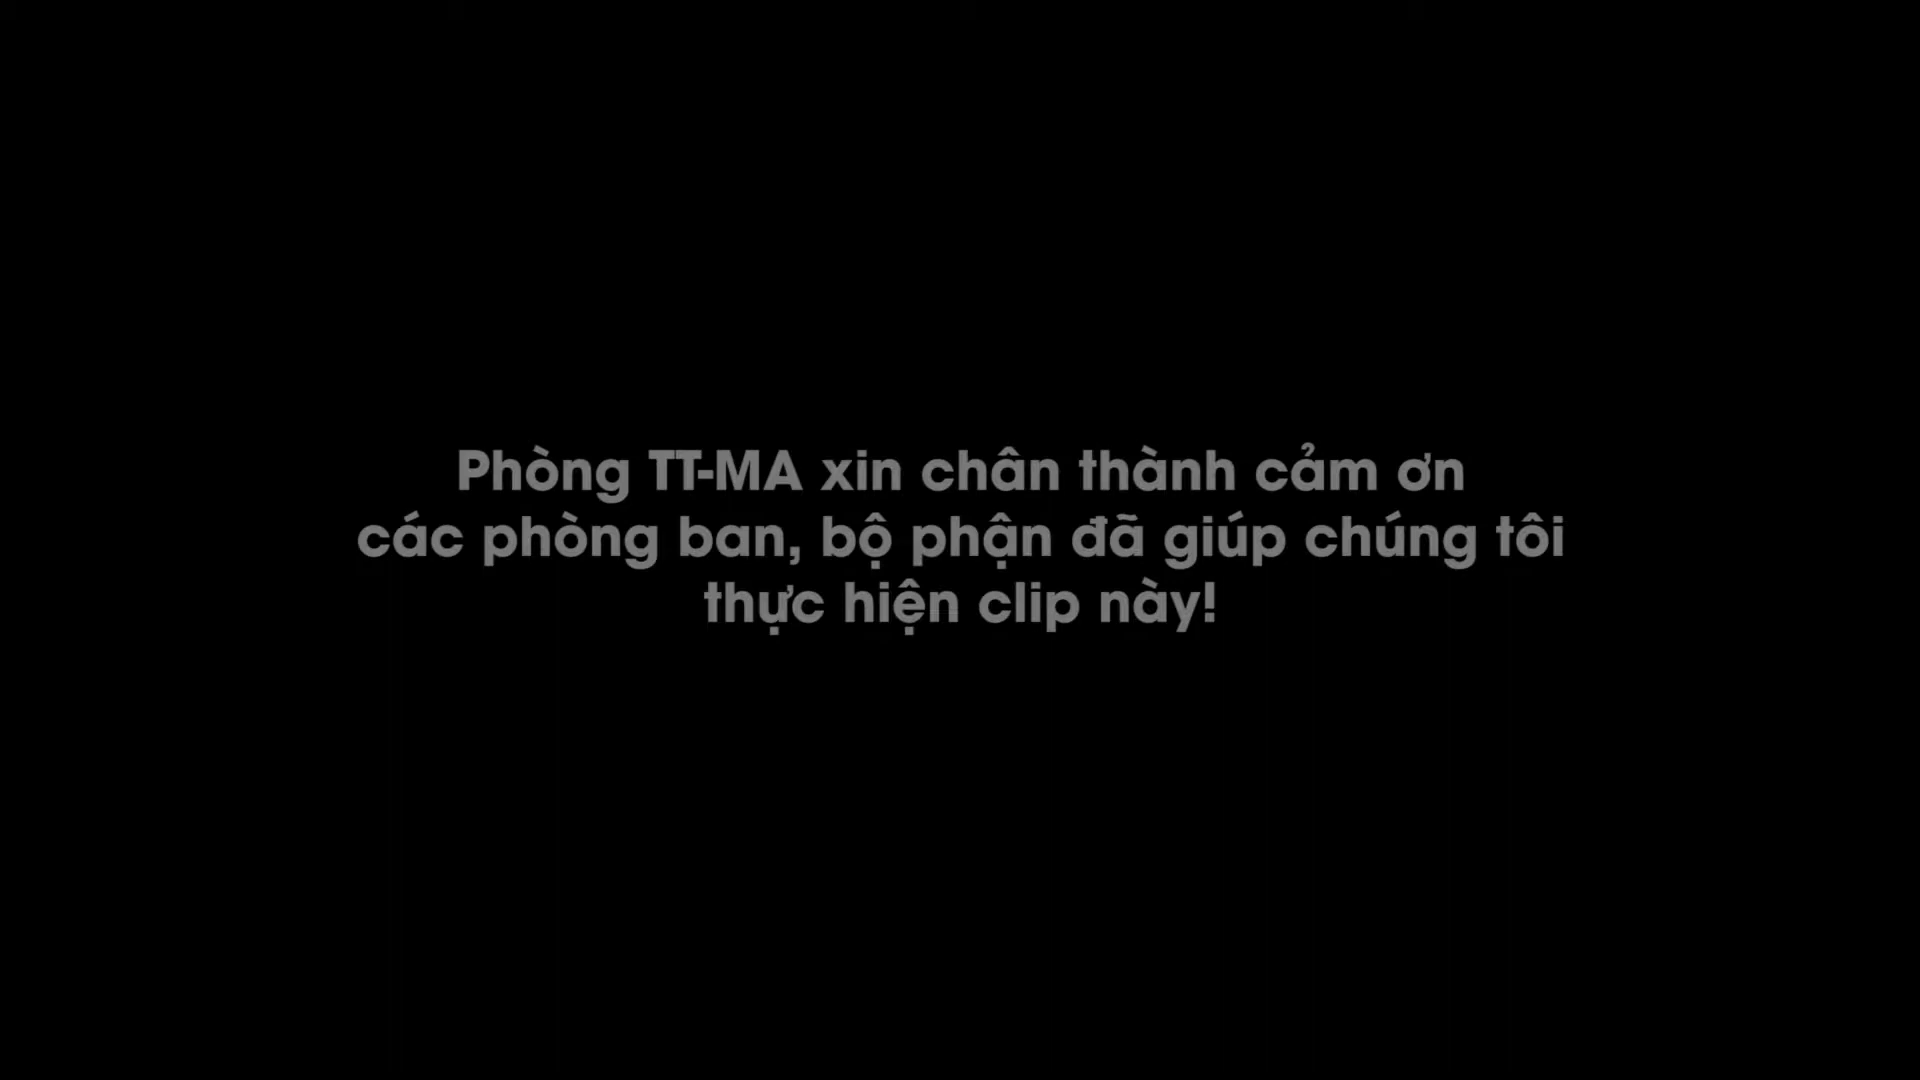 Phòng TT-MA xin chân thành cảm ơn
các phòng ban, bộ phận đã giúp chúng tôi
thực hiện clip này!